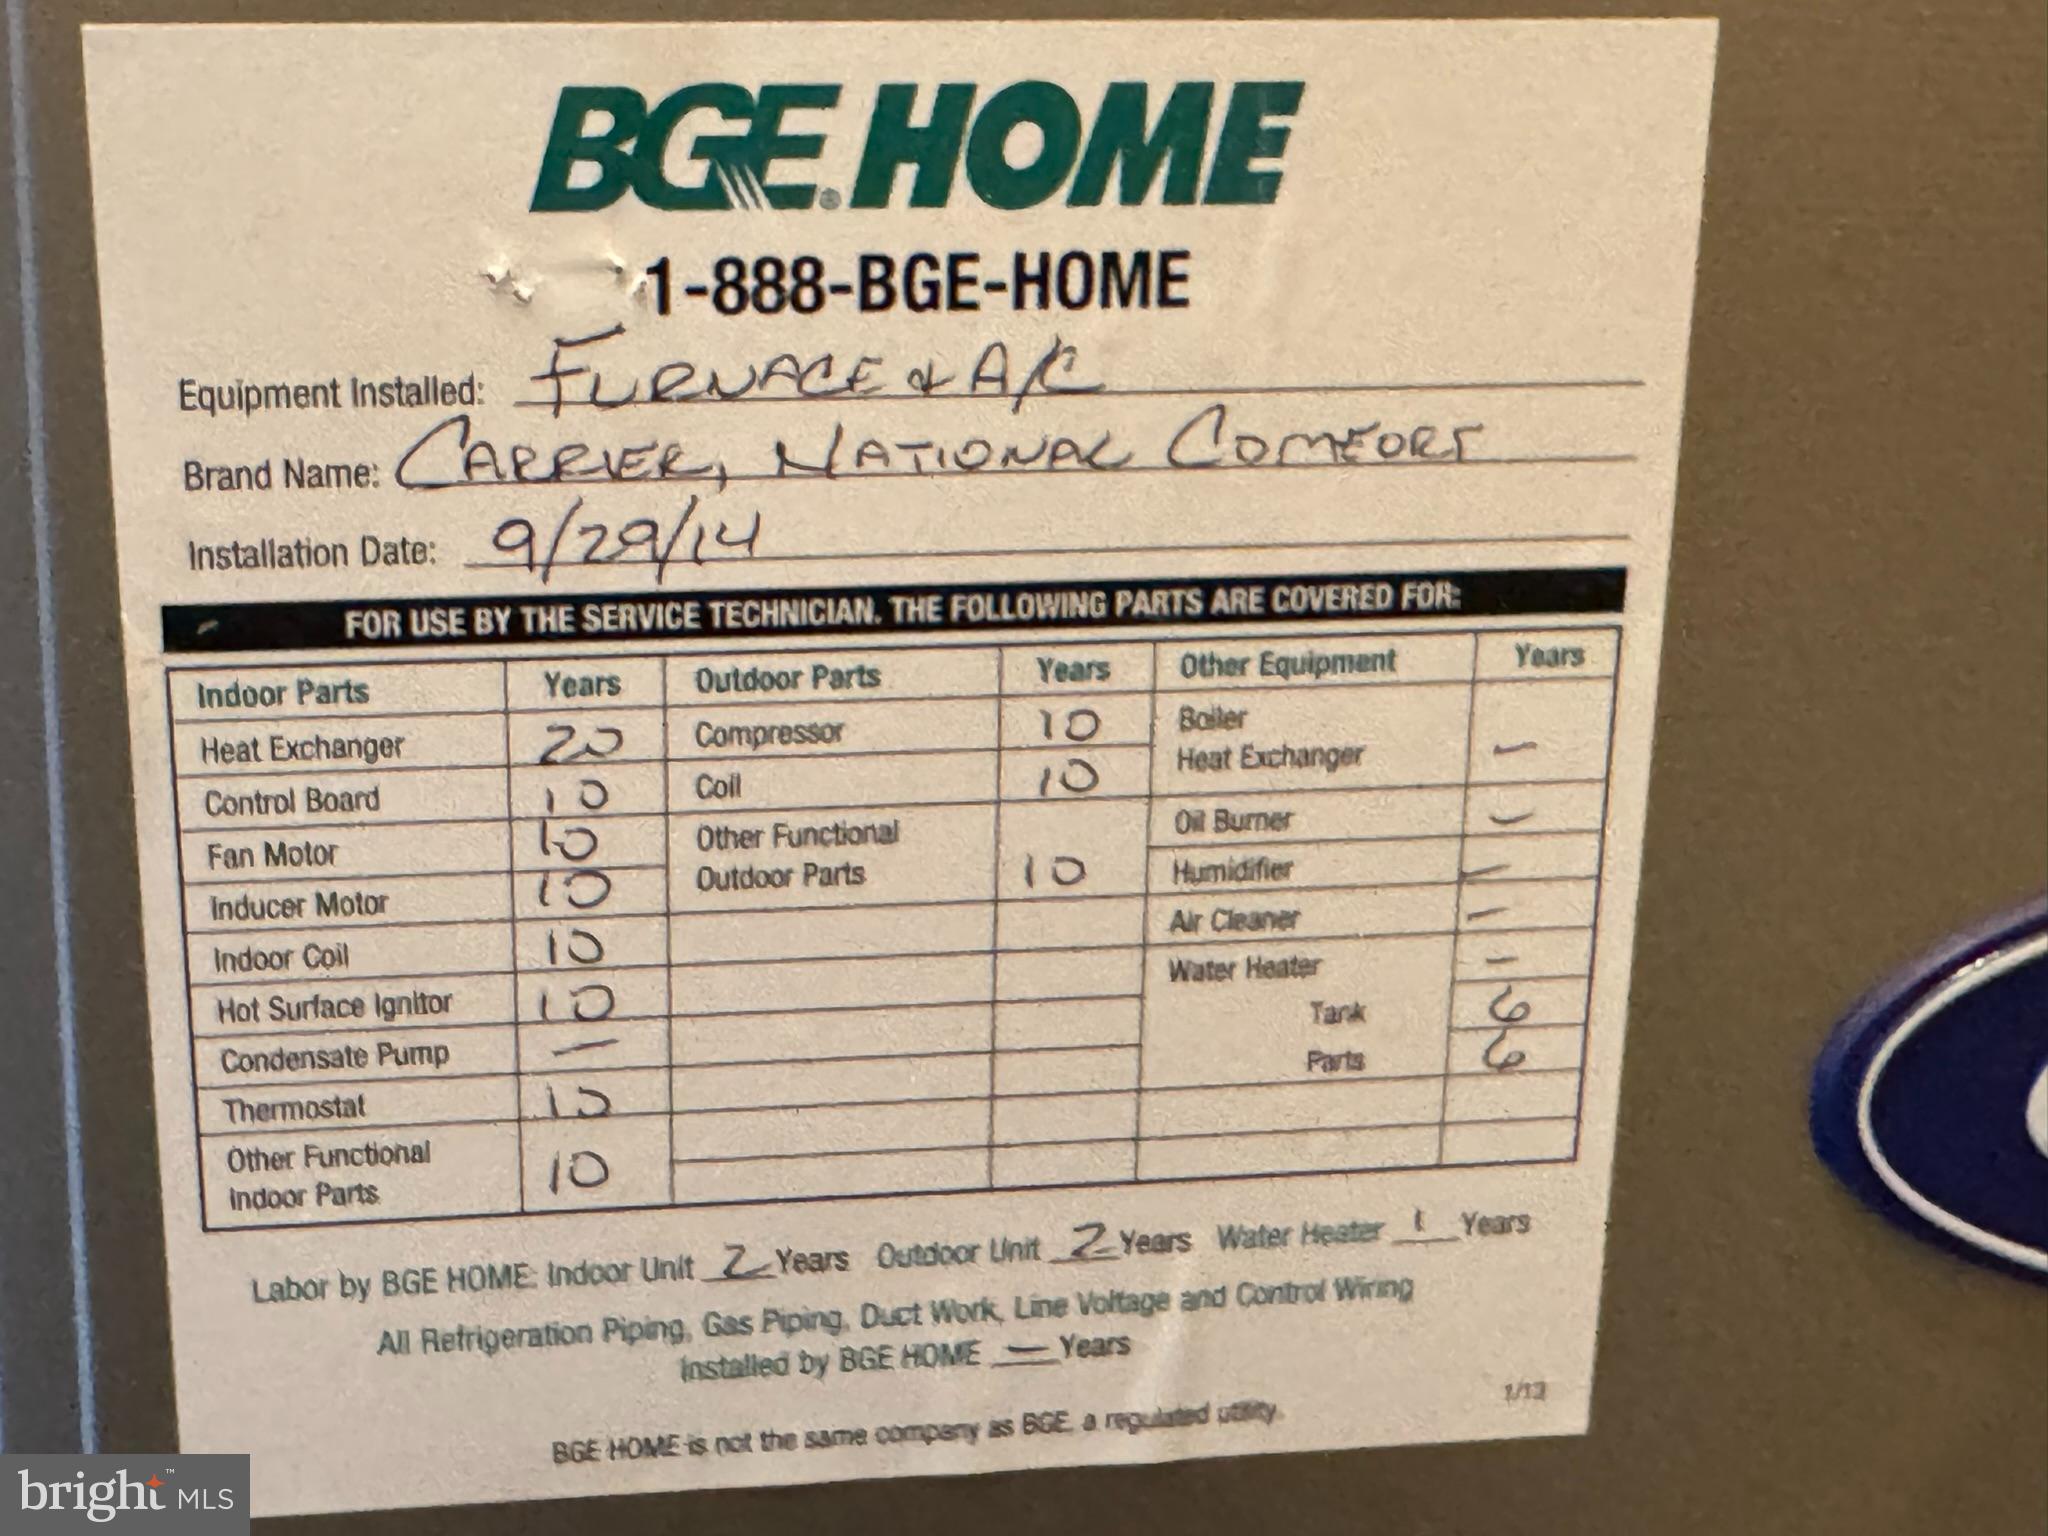 BGE HOME
1-888-BGE-HOME
Equipment Installed: FURNACE & A/C
Brand Name: CARRIER, NATIONAL COMFORT
Installation Date: 9/29/14
FOR USE BY THE SERVICE TECHNICIAN. THE FOLLOWING PARTS ARE COVERED FOR:
Indoor Parts Years Outdoor Parts Years Other Equipment Years
Heat Exchanger 20 Compressor 10 Boiler
Heat Exchanger —
Control Board 10 Coil 10 Oil Burner —
Fan Motor 10 Other Functional
Outdoor Parts 10 Humidifier —
Inducer Motor 10 Air Cleaner —
Indoor Coil 10 Water Heater —
Hot Surface Ignitor 10 Tank 6
Condensate Pump — Parts 6
Thermostat 10
Other Functional
Indoor Parts 10
Labor by BGE HOME: Indoor Unit 2 Years Outdoor Unit 2 Years Water Heater 1 Years
All Refrigeration Piping, Gas Piping, Duct Work, Line Voltage and Control Wiring
Installed by BGE HOME — Years
1/13
BGE HOME is not the same company as BGE, a regulated utility.
bright™ MLS